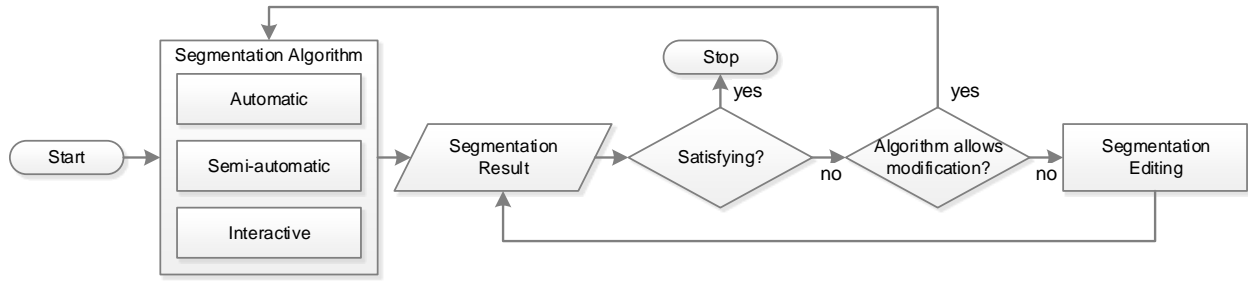 Start
Segmentation Algorithm
Automatic
Semi-automatic
Interactive
Segmentation
Result
Satisfying?
yes
Stop
no
Algorithm allows
modification?
yes
no
Segmentation
Editing